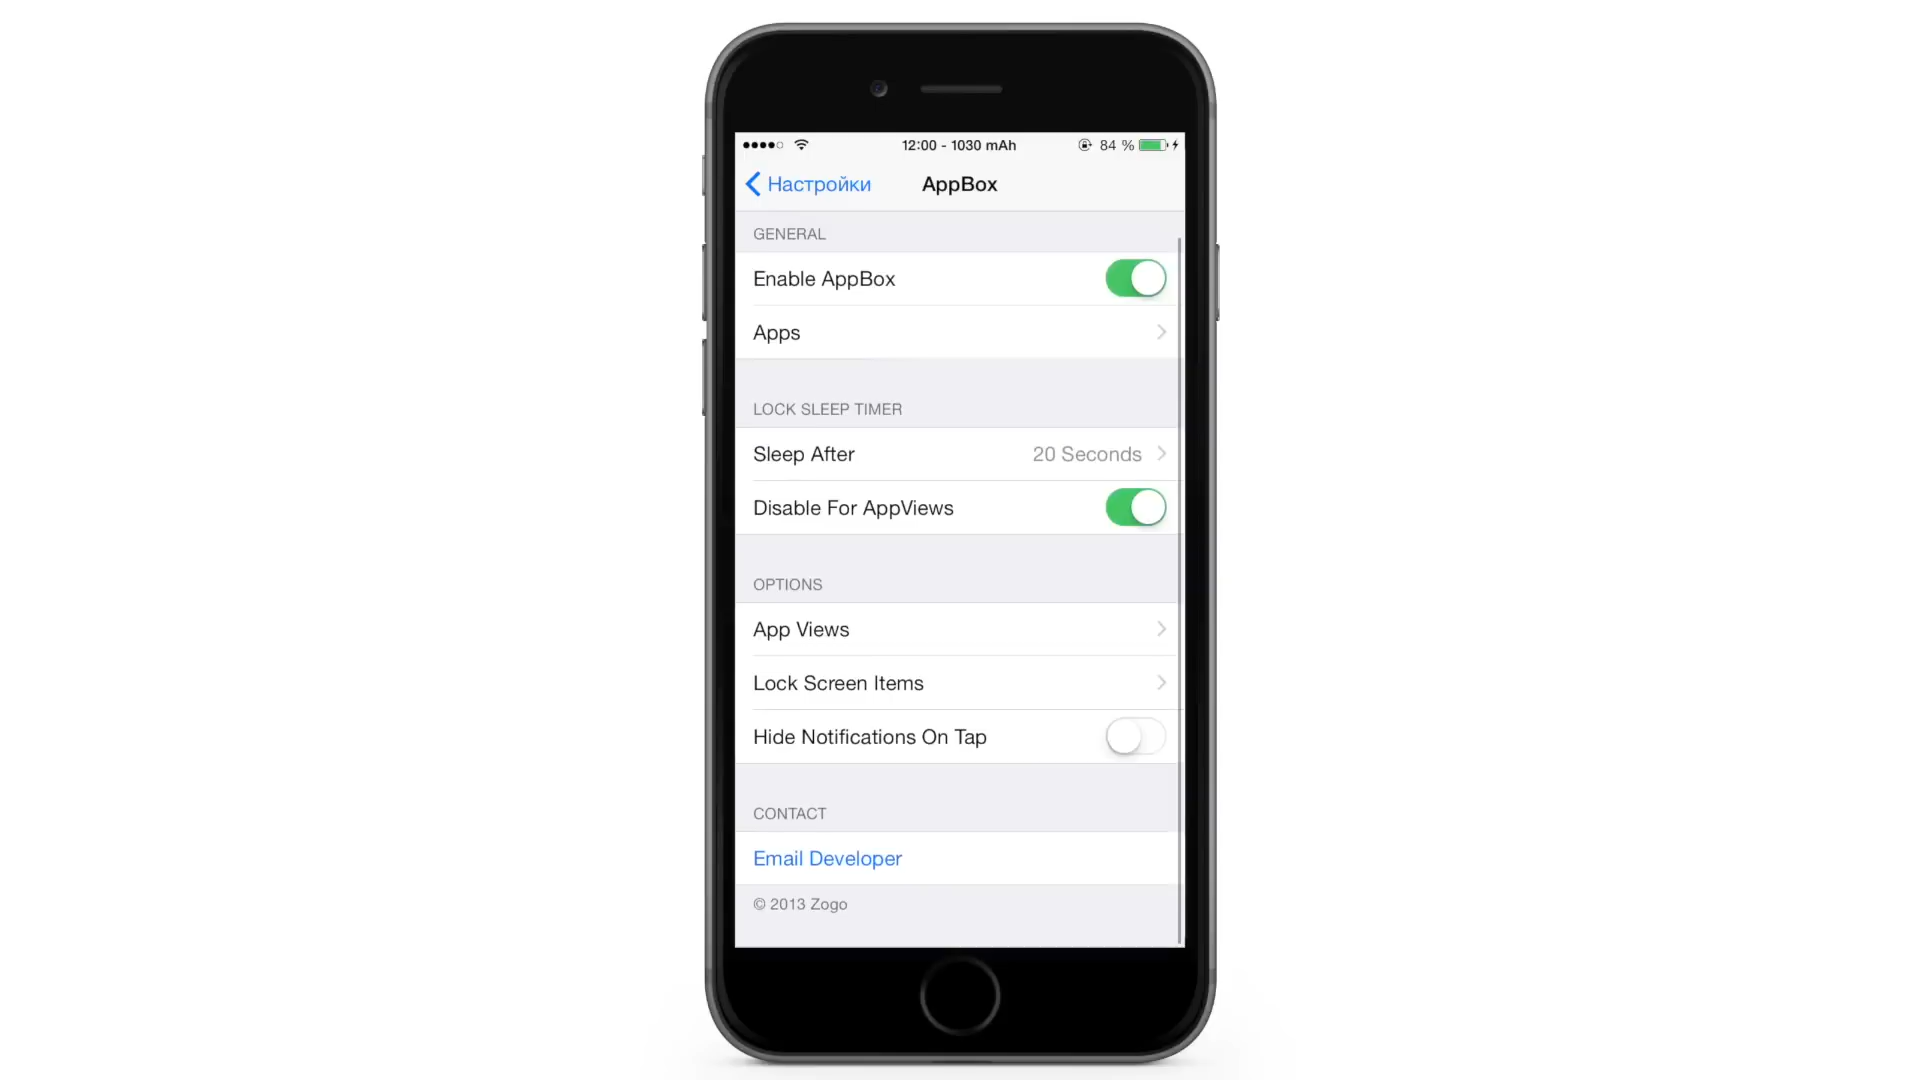 12:00 - 1030 mAh 84 %
Настройки AppBox
GENERAL
Enable AppBox
Apps
LOCK SLEEP TIMER
Sleep After 20 Seconds
Disable For AppViews
OPTIONS
App Views
Lock Screen Items
Hide Notifications On Tap
CONTACT
Email Developer
© 2013 Zogo